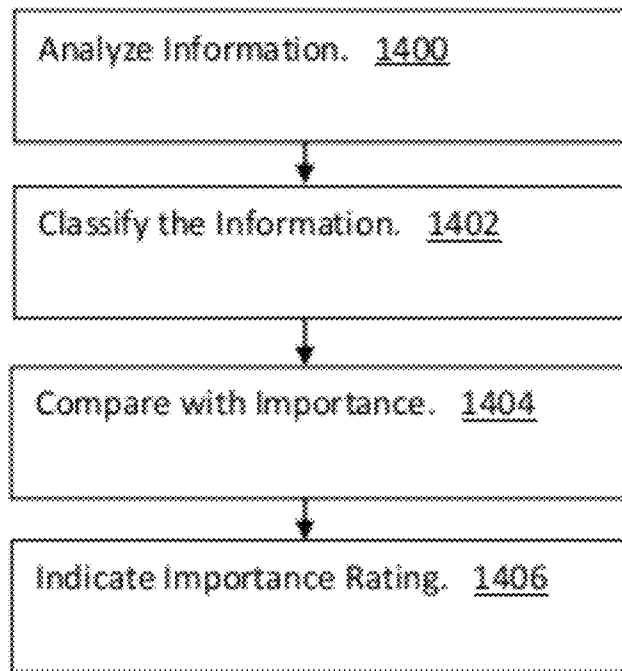 Analyze Information. 1400
Classify the Information. 1402
Compare with Importance. 1404
Indicate Importance Rating. 1406